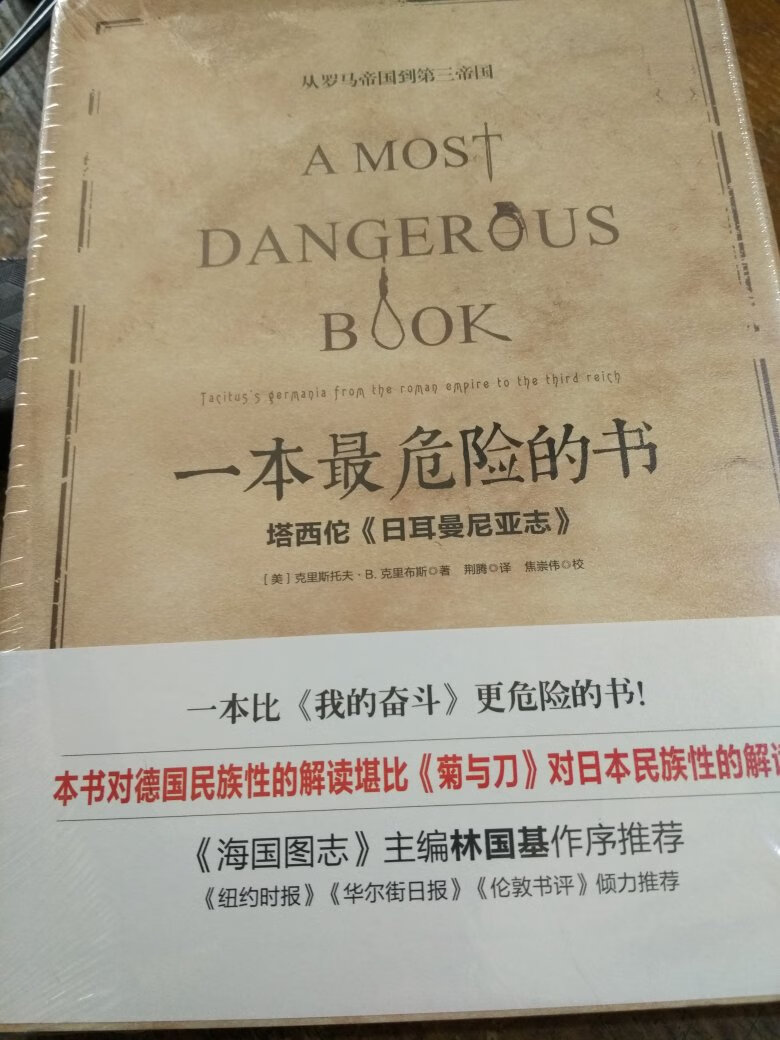 从罗马帝国到第三帝国
A MOST
DANGEROUS
BOOK
Tacitus's germania from the roman empire to the third reich
一本最危险的书
塔西佗《日耳曼尼亚志》
[美]克里斯托夫·B.克里布斯◎著 荆腾◎译 焦崇伟◎校
一本比《我的奋斗》更危险的书!
本书对德国民族性的解读堪比《菊与刀》对日本民族性的解读
《海国图志》主编林国基作序推荐
《纽约时报》《华尔街日报》《伦敦书评》倾力推荐